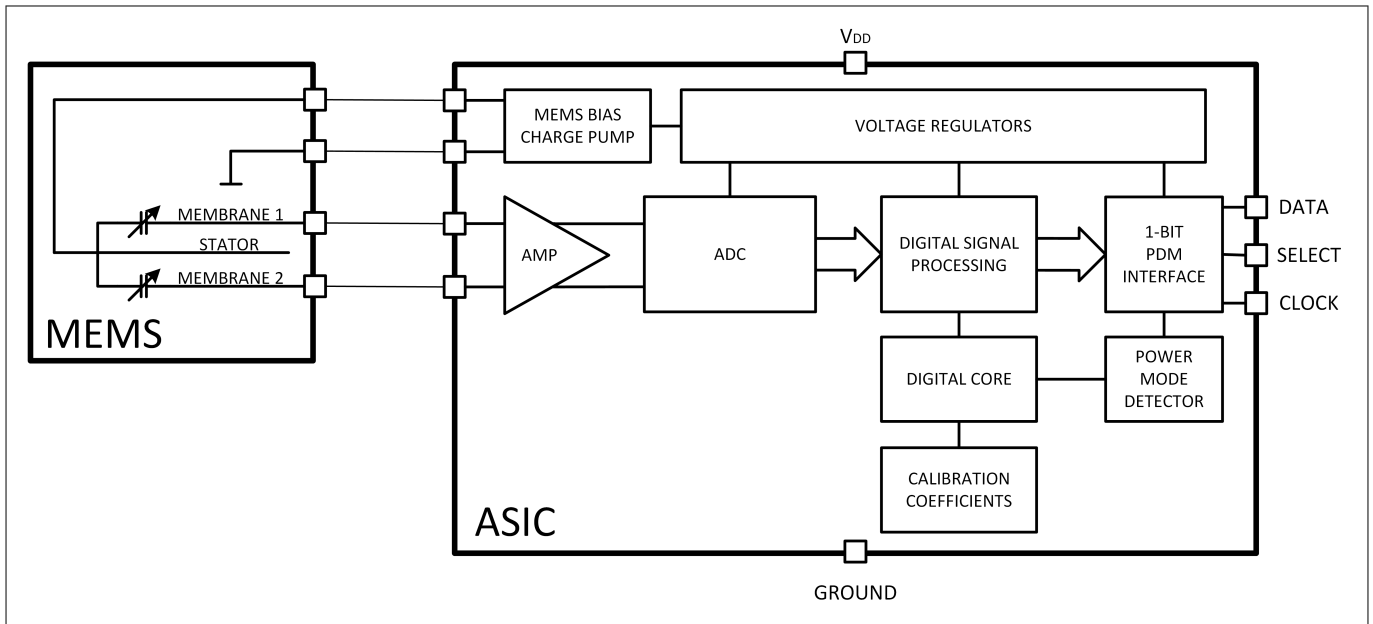 VDD
MEMS BIAS
CHARGE PUMP
VOLTAGE REGULATORS
MEMBRANE 1
STATOR
MEMBRANE 2
MEMS
AMP
ADC
DIGITAL SIGNAL
PROCESSING
1-BIT
PDM
INTERFACE
DATA
SELECT
CLOCK
DIGITAL CORE
POWER
MODE
DETECTOR
CALIBRATION
COEFFICIENTS
ASIC
GROUND